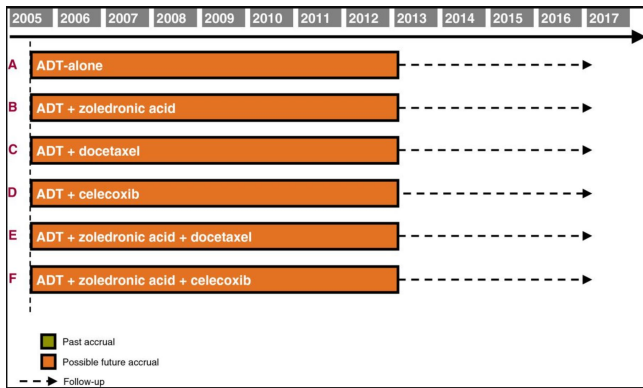 2005 2006 2007 2008 2009 2010 2011 2012 2013 2014 2015 2016 2017
A ADT-alone
B ADT + zoledronic acid
C ADT + docetaxel
D ADT + celecoxib
E ADT + zoledronic acid + docetaxel
F ADT + zoledronic acid + celecoxib
Past accrual
Possible future accrual
Follow-up